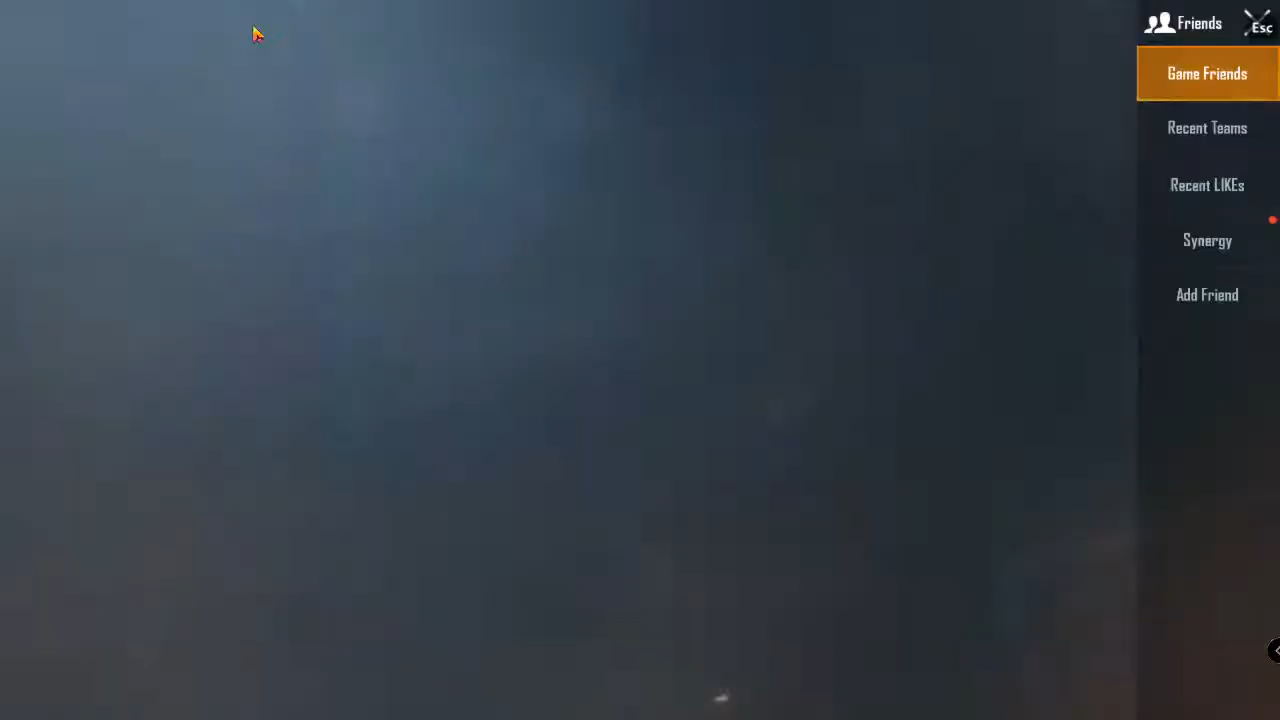 Friends
Esc
Game Friends
Recent Teams
Recent LIKEs
Synergy
Add Friend